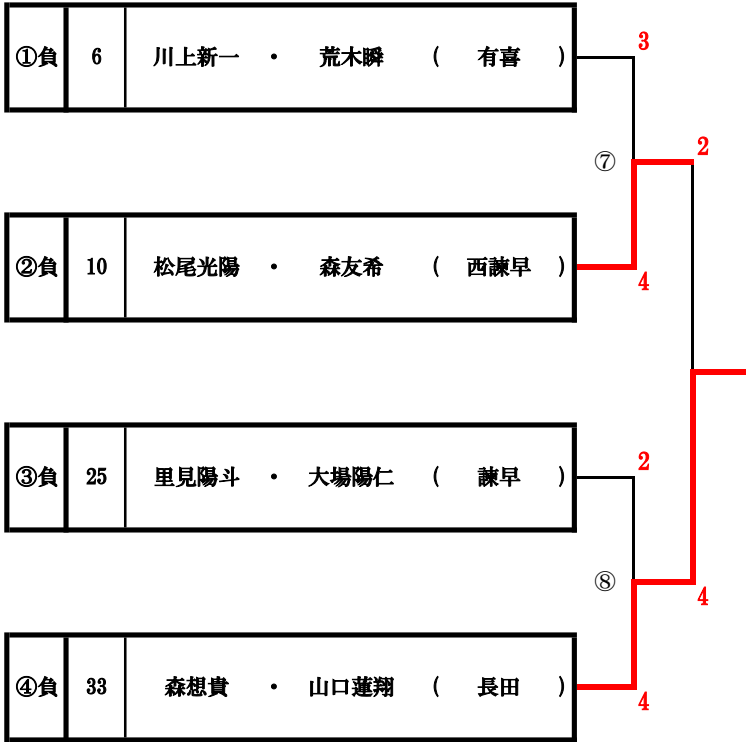 3
①負 6 川上新一 ・ 荒木瞬 ( 有喜 )
⑦
2
②負 10 松尾光陽 ・ 森友希 ( 西諫早 )
4
2
③負 25 里見陽斗 ・ 大場陽仁 ( 諫早 )
⑧
4
④負 33 森想貴 ・ 山口蓮翔 ( 長田 )
4